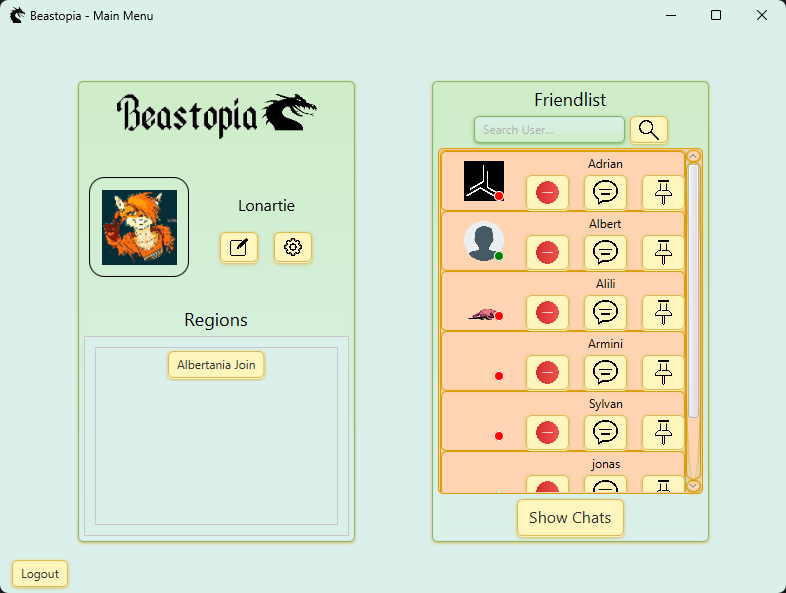 Beastopia - Main Menu
Beastopia
Lonartie
Regions
Albertania Join
Logout
Friendlist
Search User...
Adrian
Albert
Alili
Armini
Sylvan
jonas
Show Chats